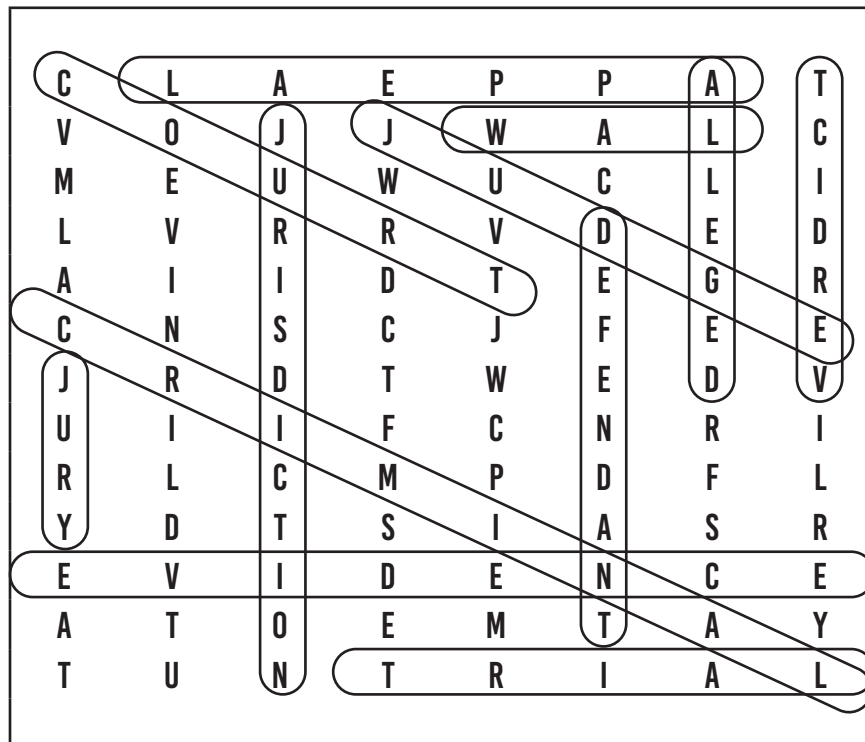 C L A E P P A T
V O J J W A L C
M E U W U C L I
L V R R V D E D
A I I D T E G R
C N S C J F E E
J R D T W E D V
U I I F C N R I
R L C M P D F L
Y D T S I A S R
E V I D E N C E
A T O E M T A Y
T U N T R I A L